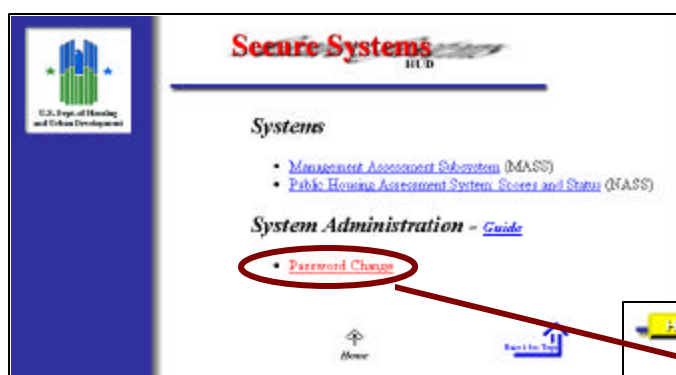 Secure Systems
HUD
U.S. Dept. of Housing
and Urban Development
Systems
• Management Assessment Subsystem (MASS)
• Public Housing Assessment System, Scores and Status (NASS)
System Administration - Guide
• Password Change
Home
Back to Top
H